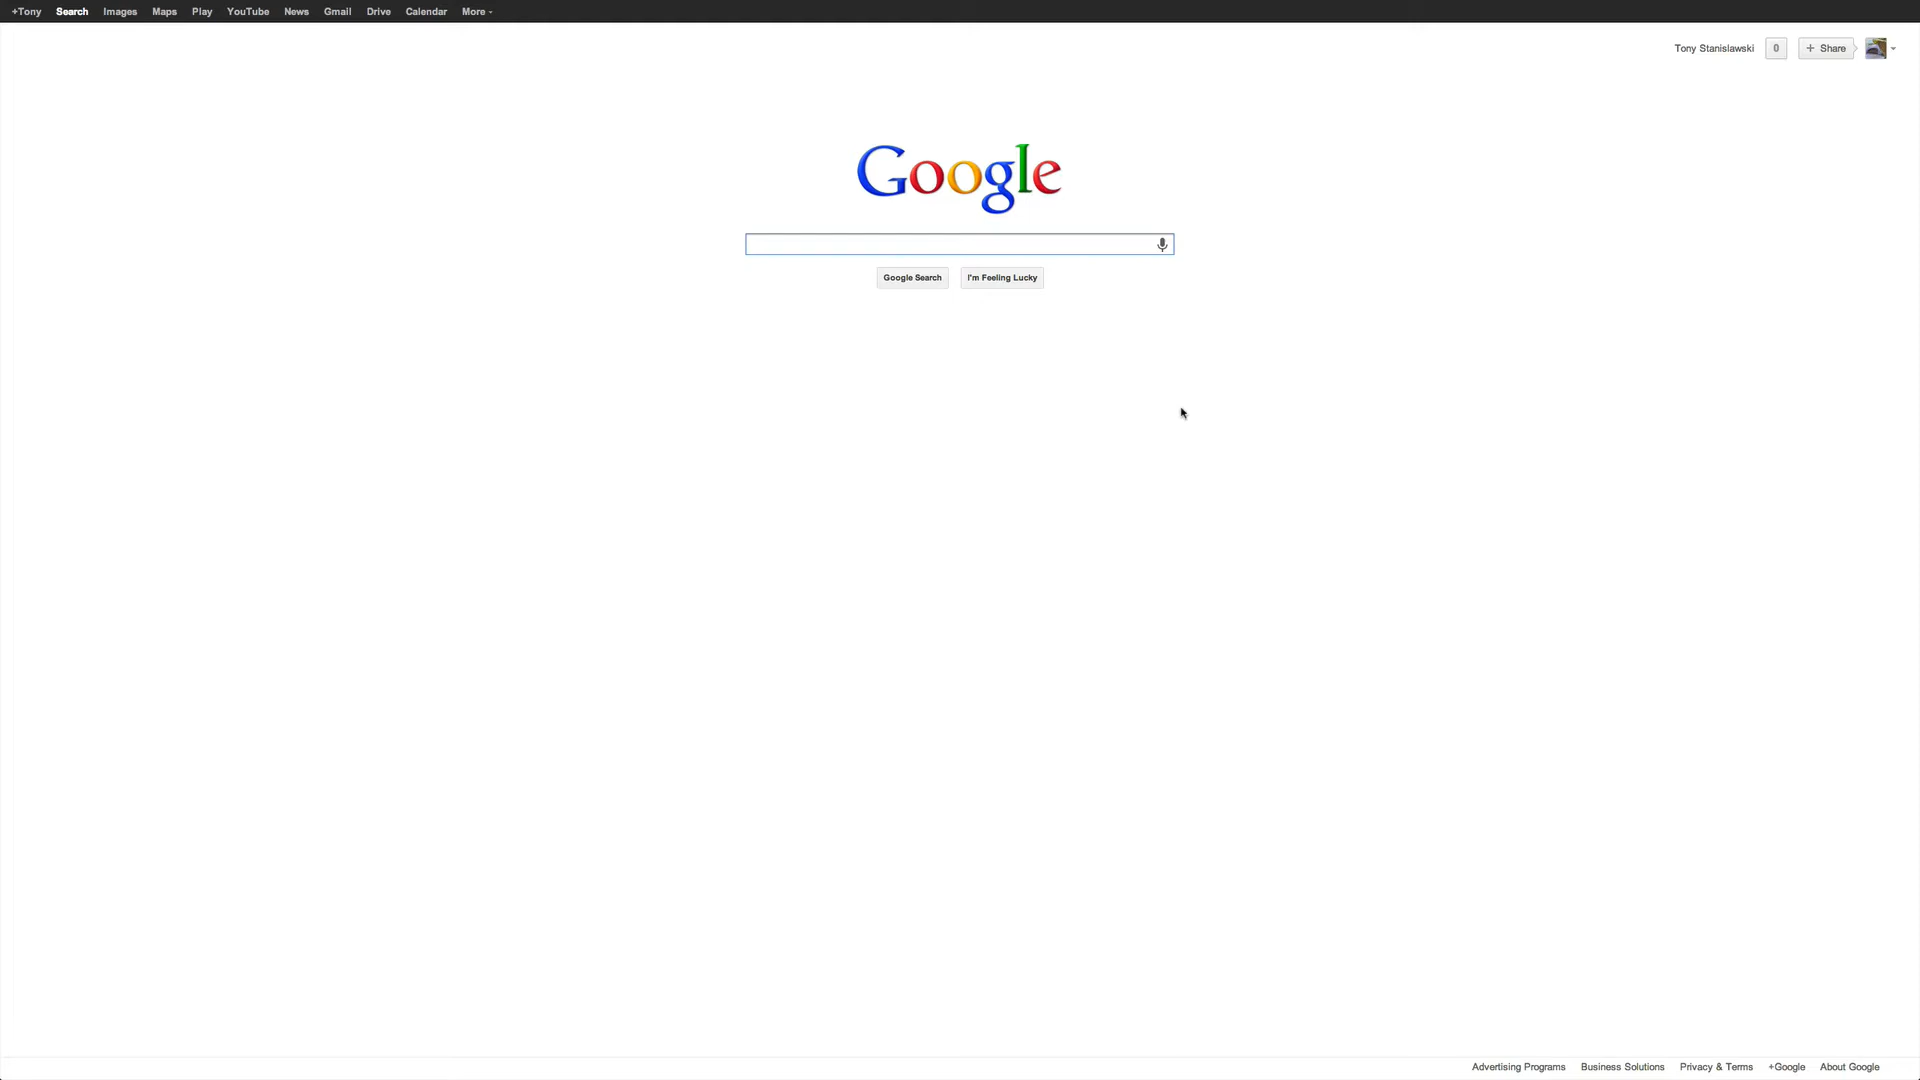 +Tony Search Images Maps Play YouTube News Gmail Drive Calendar More
Tony Stanislawski 0 + Share
Google
Google Search I'm Feeling Lucky
Advertising Programs Business Solutions Privacy & Terms +Google About Google